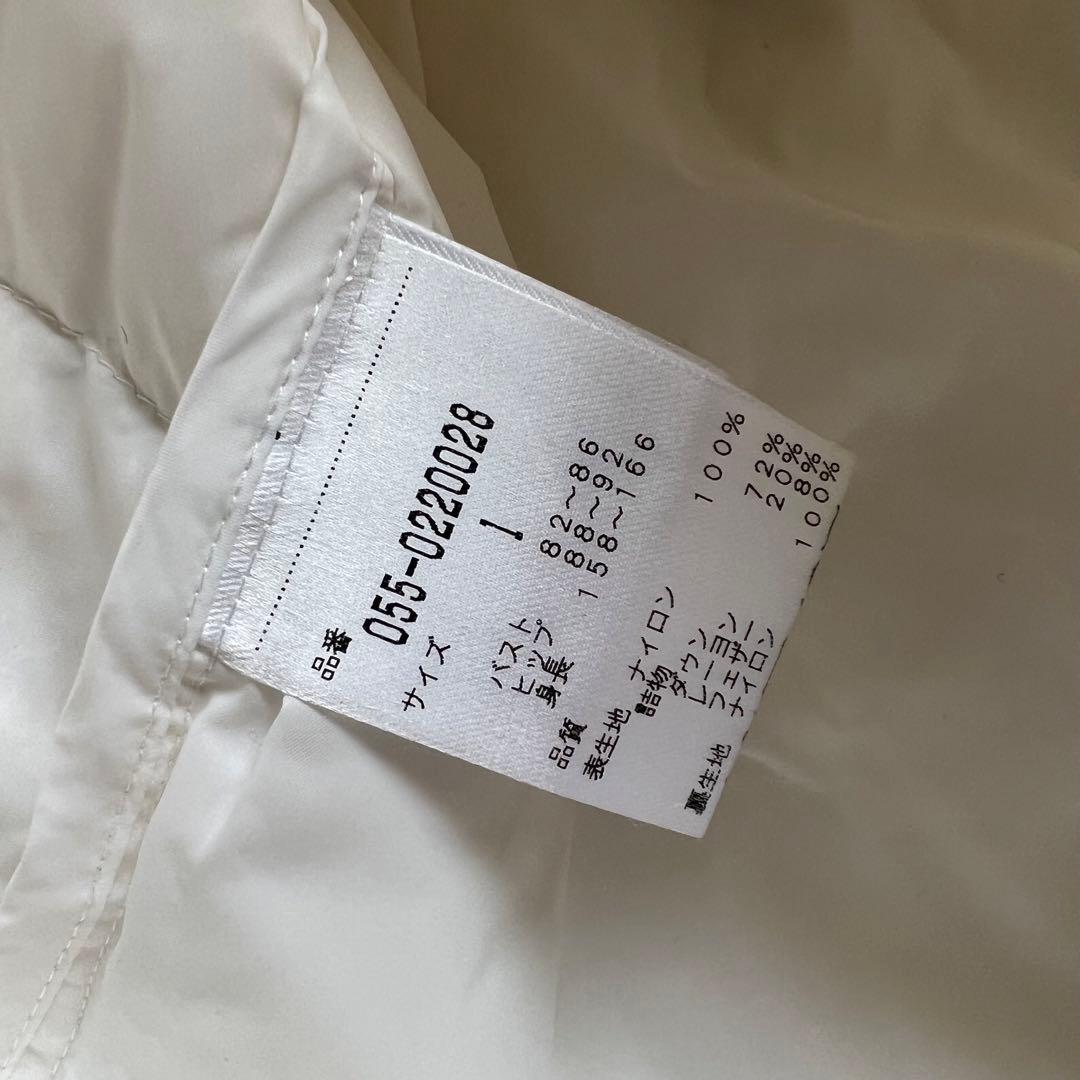 品番
055-0220028
サイズ 1
バスト 82~86
ヒップ 88~92
身長 158~166
品質
表生地 ナイロン 100%
詰物 ダウン 72%
レーヨン 20%
フェザー 8%
裏生地 ナイロン 100%